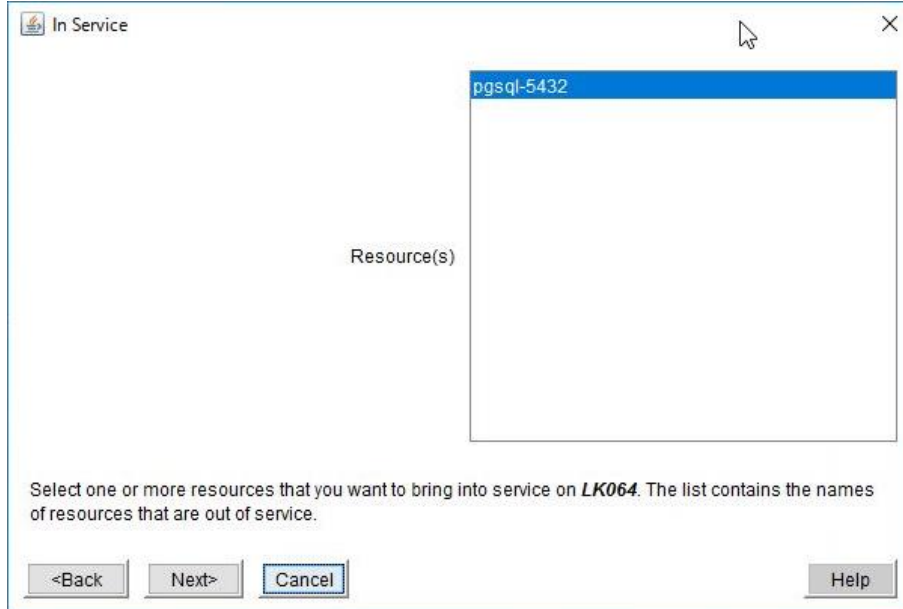 In Service
pgsql-5432
Resource(s)
Select one or more resources that you want to bring into service on LK064. The list contains the names
of resources that are out of service.
<Back
Next>
Cancel
Help